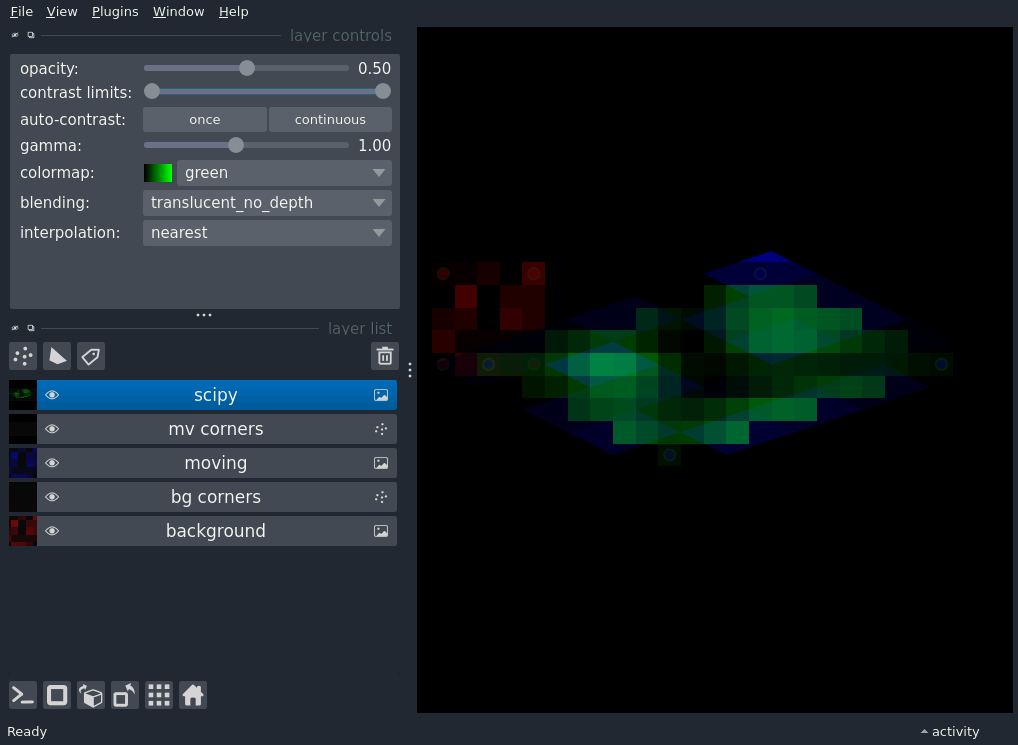 File View Plugins Window Help
layer controls
opacity: 0.50
contrast limits:
auto-contrast: once continuous
gamma: 1.00
colormap: green
blending: translucent_no_depth
interpolation: nearest
layer list
scipy
mv corners
moving
bg corners
background
Ready activity